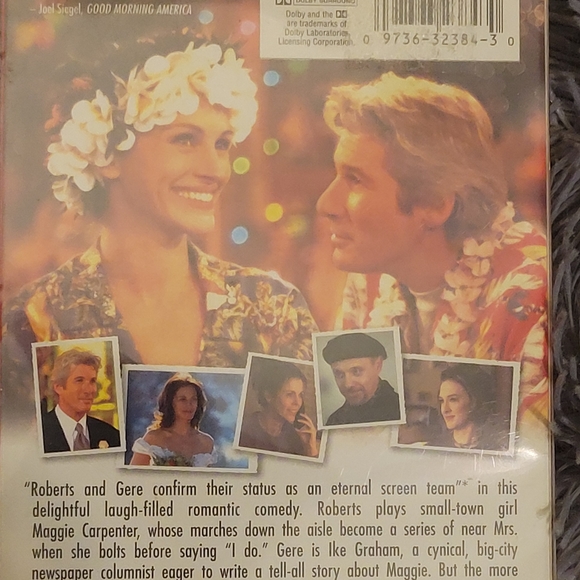 – Joel Siegel, GOOD MORNING AMERICA
DOLBY SURROUND
Dolby and the
Dolby Laboratories
Licensing Corporation.
0 9736-32384-3 0
“Roberts and Gere confirm their status as an eternal screen team”* in this
delightful laugh-filled romantic comedy. Roberts plays small-town girl
Maggie Carpenter, whose marches down the aisle become a series of near Mrs.
when she bolts before saying “I do.” Gere is Ike Graham, a cynical, big-city
newspaper columnist eager to write a tell-all story about Maggie. But the more